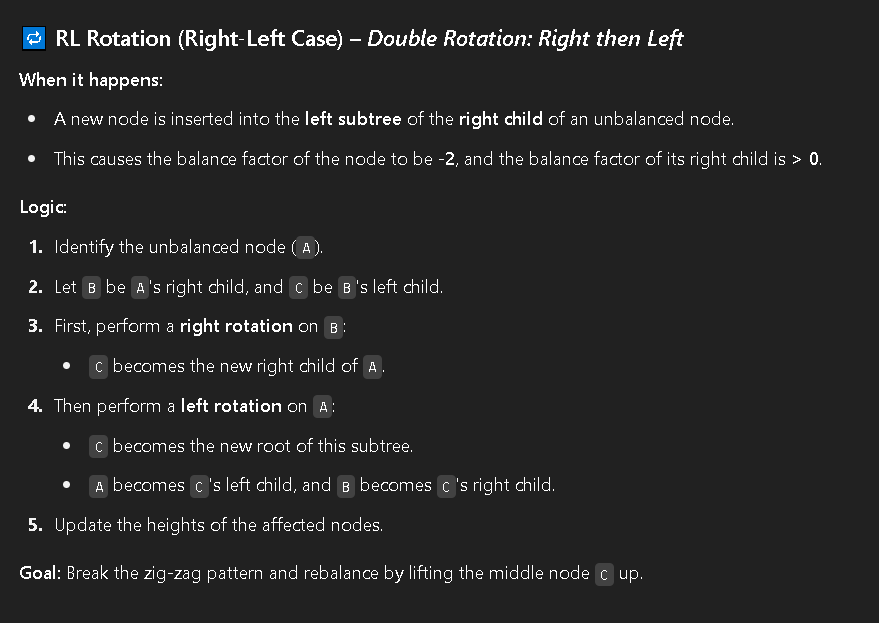 🔁 RL Rotation (Right-Left Case) – Double Rotation: Right then Left
When it happens:
• A new node is inserted into the left subtree of the right child of an unbalanced node.
• This causes the balance factor of the node to be -2, and the balance factor of its right child is > 0.
Logic:
1. Identify the unbalanced node (A).
2. Let B be A's right child, and C be B's left child.
3. First, perform a right rotation on B:
• C becomes the new right child of A.
4. Then perform a left rotation on A:
• C becomes the new root of this subtree.
• A becomes C's left child, and B becomes C's right child.
5. Update the heights of the affected nodes.
Goal: Break the zig-zag pattern and rebalance by lifting the middle node C up.